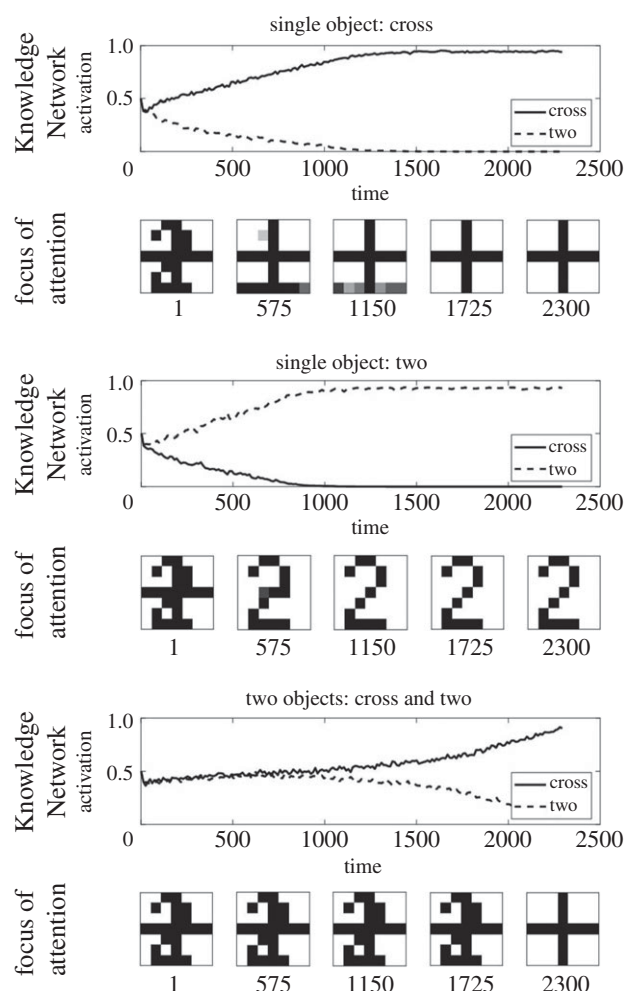 single object: cross
Knowledge
Network
activation
1.0
0.5
0 500 1000 1500 2000 2500
cross
two
time
focus of
attention
1 575 1150 1725 2300
single object: two
Knowledge
Network
activation
1.0
0.5
0 500 1000 1500 2000 2500
cross
two
time
focus of
attention
1 575 1150 1725 2300
two objects: cross and two
Knowledge
Network
activation
1.0
0.5
0 500 1000 1500 2000 2500
cross
two
time
focus of
attention
1 575 1150 1725 2300